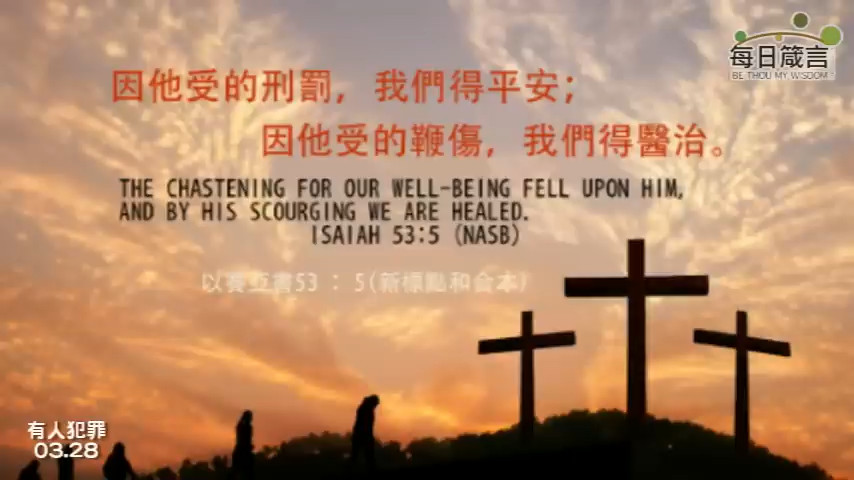 每日箴言
BE THOU MY WISDOM
因他受的刑罰，我們得平安；
因他受的鞭傷，我們得醫治。
THE CHASTENING FOR OUR WELL-BEING FELL UPON HIM,
AND BY HIS SCOURGING WE ARE HEALED.
ISAIAH 53:5 (NASB)
以賽亞書53：5(新標點和合本)
有人犯罪
03.28